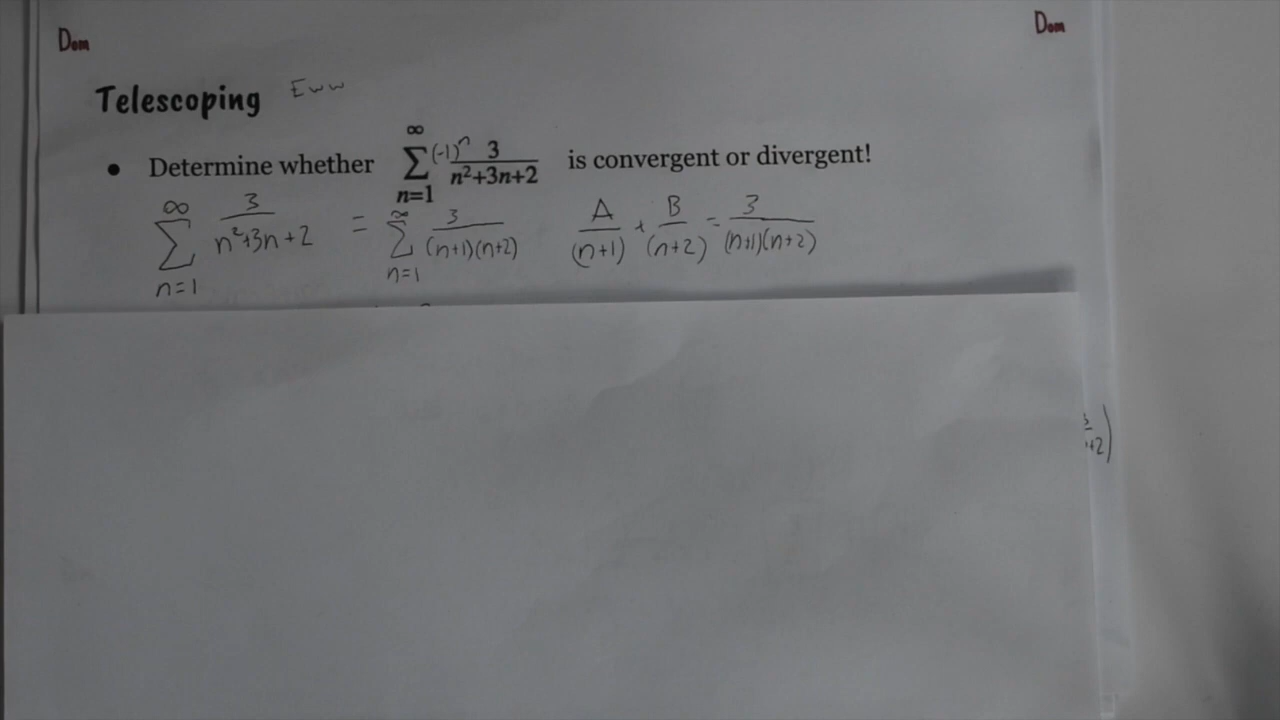 Dom Dom
Telescoping Eww
• Determine whether ∞∑n=1 (-1)^n 3/(n²+3n+2) is convergent or divergent!
∞∑n=1 3/(n²+3n+2) = ∞∑n=1 3/((n+1)(n+2)) A/(n+1) + B/(n+2) = 3/((n+1)(n+2))
+2)